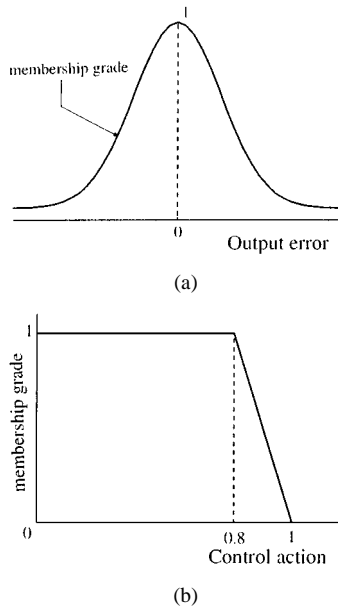 1
membership grade
0
Output error
(a)
1
membership grade
0
0.8
1
Control action
(b)